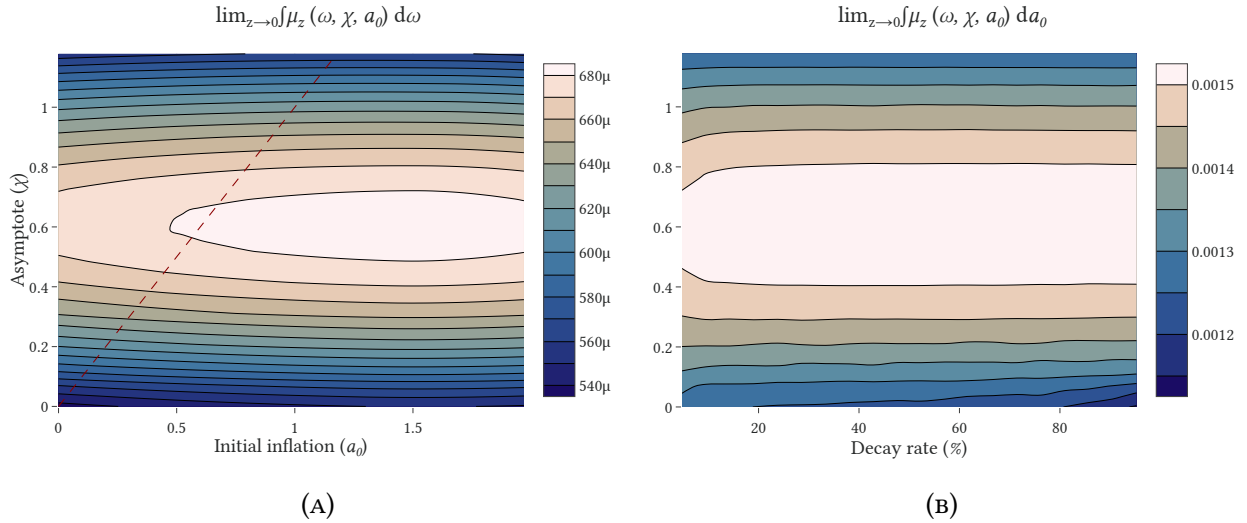 lim_{z→0}∫μ_z (ω, χ, a_0) dω
680μ
660μ
640μ
620μ
600μ
580μ
560μ
540μ
Asymptote (χ)
1
0.8
0.6
0.4
0.2
0
0
0.5
1
1.5
Initial inflation (a_0)
(A)
lim_{z→0}∫μ_z (ω, χ, a_0) da_0
0.0015
0.0014
0.0013
0.0012
1
0.8
0.6
0.4
0.2
0
20
40
60
80
Decay rate (%)
(B)